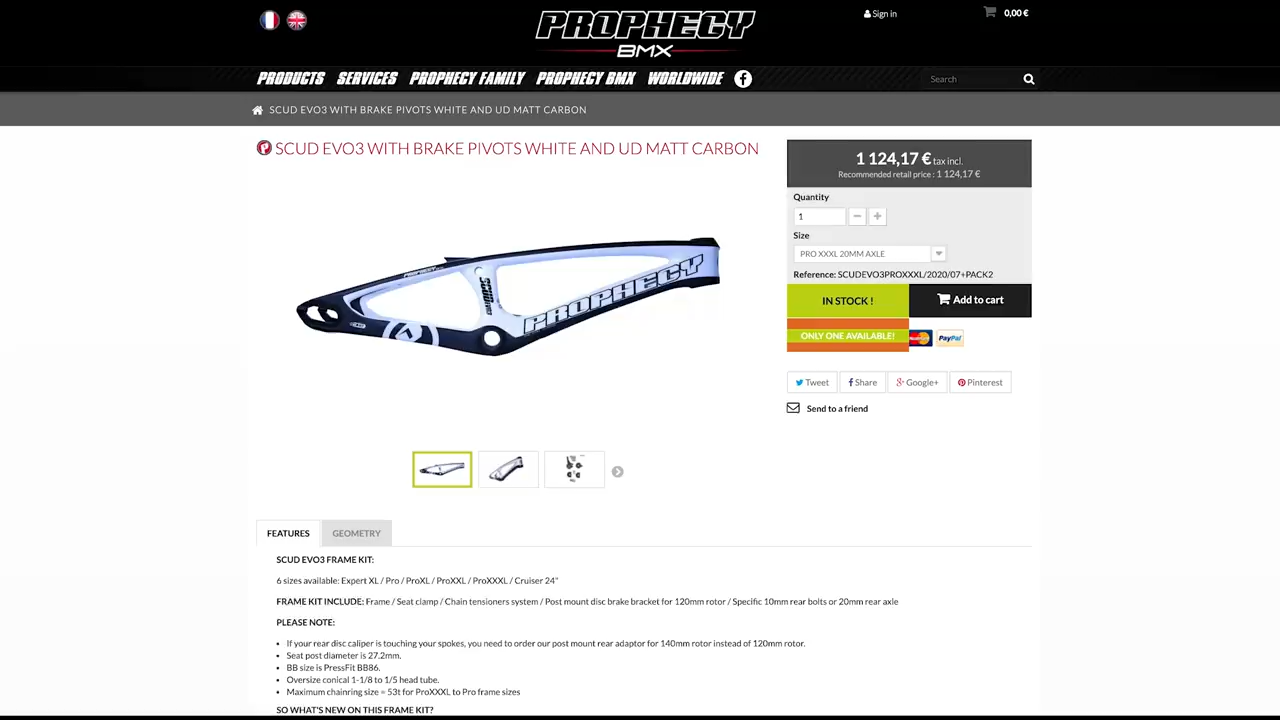 PROPHECY
BMX
Sign in
0,00 €
PRODUCTS SERVICES PROPHECY FAMILY PROPHECY BMX WORLDWIDE
Search
SCUD EVO3 WITH BRAKE PIVOTS WHITE AND UD MATT CARBON
SCUD EVO3 WITH BRAKE PIVOTS WHITE AND UD MATT CARBON
PROPHECY
PROPHECY
1 124,17 € tax incl.
Recommended retail price : 1 124,17 €
Quantity
1
Size
PRO XXXL 20MM AXLE
Reference: SCUDEVO3PROXXXL/2020/07+PACK2
IN STOCK !
Add to cart
ONLY ONE AVAILABLE!
PayPal
Tweet
Share
Google+
Pinterest
Send to a friend
FEATURES
GEOMETRY
SCUD EVO3 FRAME KIT:
6 sizes available: Expert XL / Pro / ProXL / ProXXL / ProXXXL / Cruiser 24"
FRAME KIT INCLUDE: Frame / Seat clamp / Chain tensioners system / Post mount disc brake bracket for 120mm rotor / Specific 10mm rear bolts or 20mm rear axle
PLEASE NOTE:
If your rear disc caliper is touching your spokes, you need to order our post mount rear adaptor for 140mm rotor instead of 120mm rotor.
Seat post diameter is 27.2mm.
BB size is PressFit BB86.
Oversize conical 1-1/8 to 1/5 head tube.
Maximum chainring size = 53t for ProXXXL to Pro frame sizes
SO WHAT'S NEW ON THIS FRAME KIT?